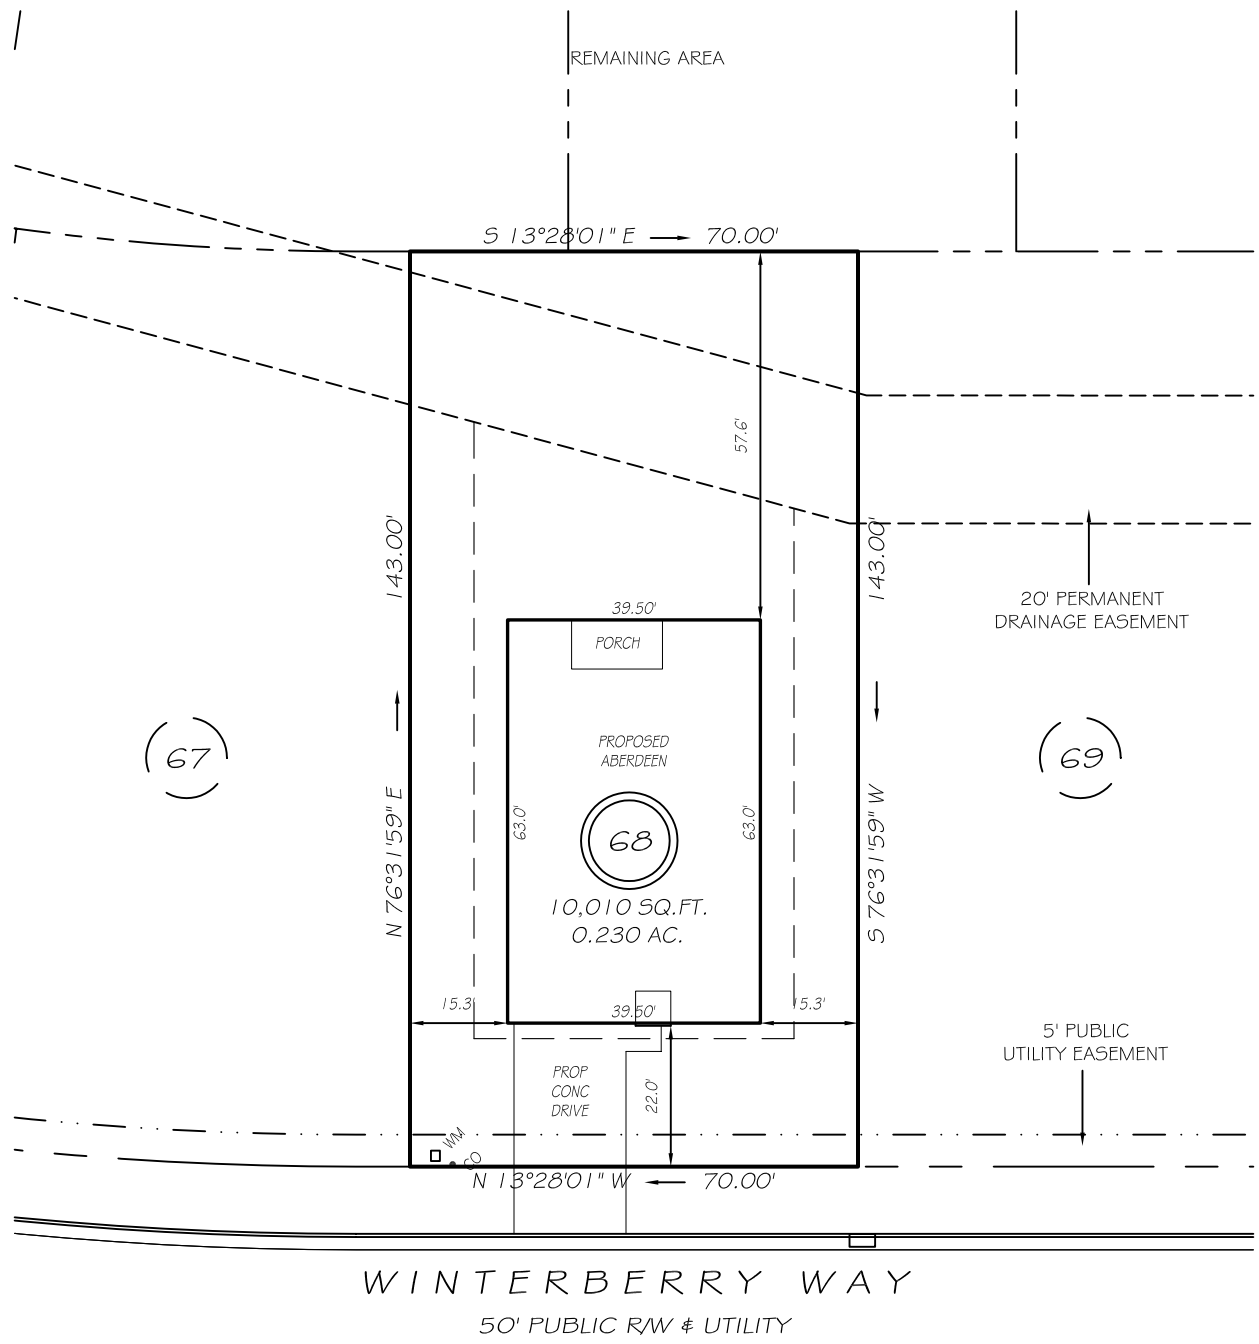 REMAINING AREA
S 13°28'01" E 70.00'
57.6'
143.00'
143.00'
20' PERMANENT
DRAINAGE EASEMENT
39.50'
PORCH
67
PROPOSED
ABERDEEN
69
63.0'
63.0'
68
N 76°31'59" E
S 76°31'59" W
10,010 SQ.FT.
0.230 AC.
15.3'
39.50'
15.3'
5' PUBLIC
UTILITY EASEMENT
PROP
CONC
DRIVE
22.0'
WM
CO
N 13°28'01" W 70.00'
WINTERBERRY WAY
50' PUBLIC R/W & UTILITY